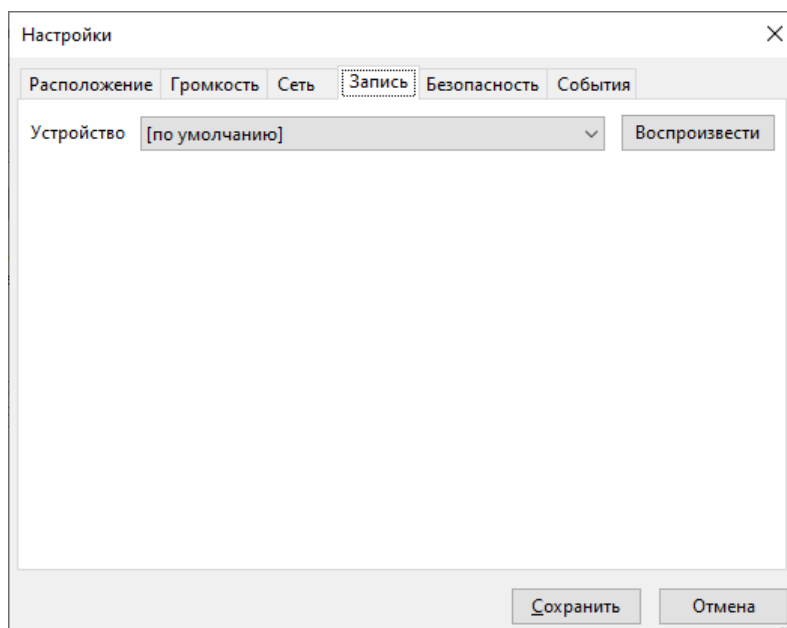 Настройки
Расположение Громкость Сеть Запись Безопасность События
Устройство [по умолчанию] Воспроизвести
Сохранить Отмена